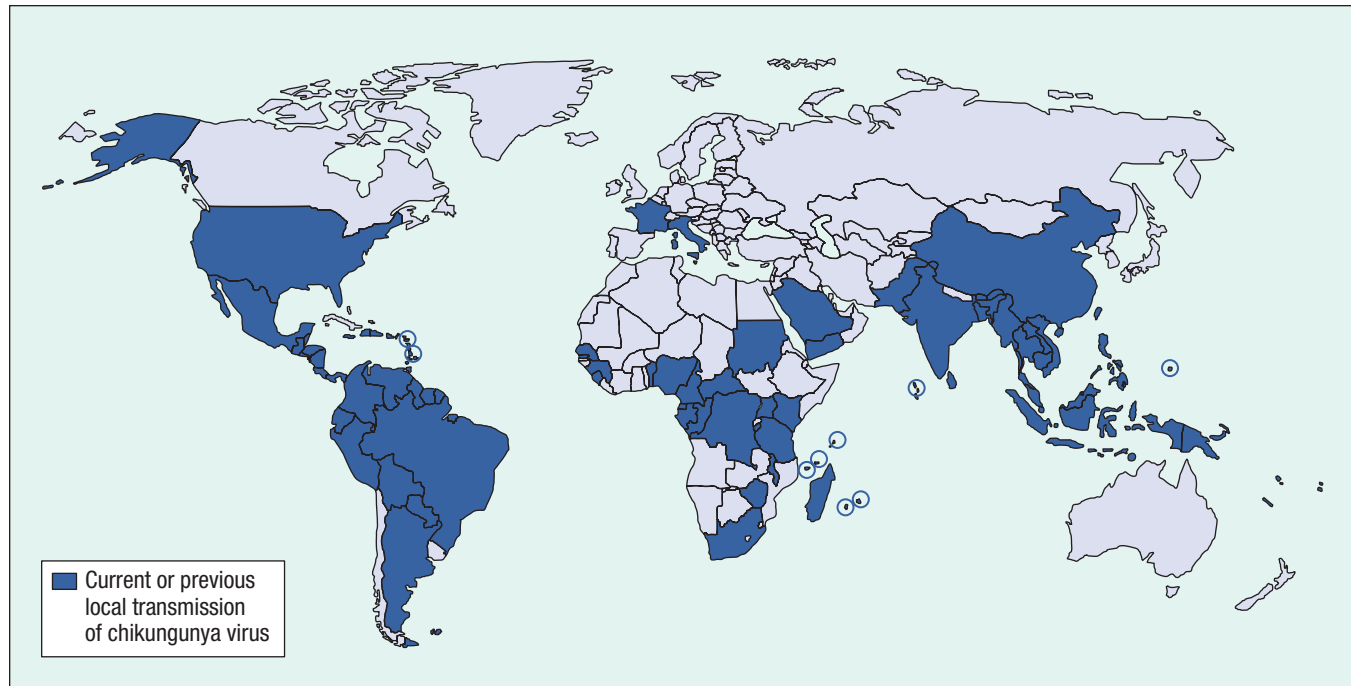 Current or previous
local transmission
of chikungunya virus